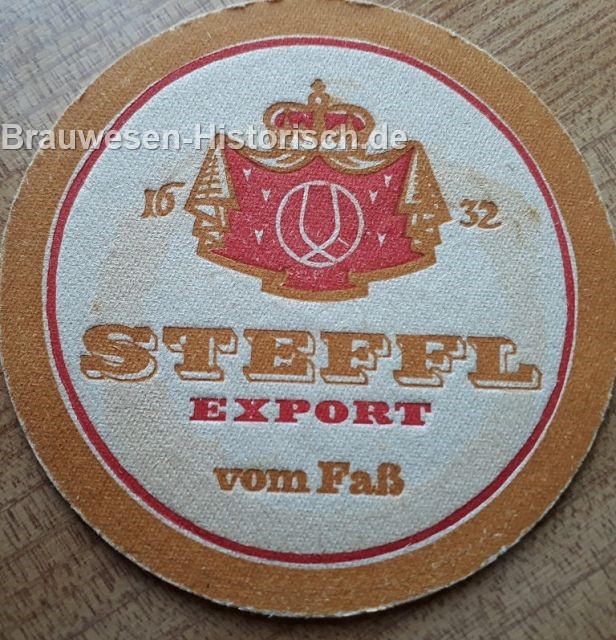 Brauwesen-Historisch.de
16 32
STEFFL
EXPORT
vom Faß